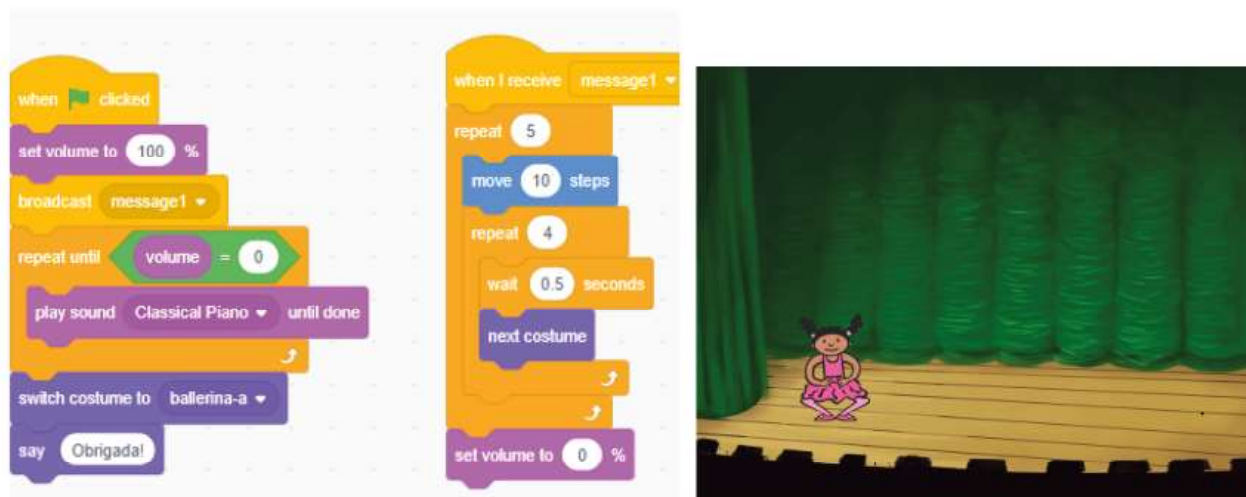 when clicked
set volume to 100 %
broadcast message1
repeat until volume = 0
play sound Classical Piano until done
switch costume to ballerina-a
say Obrigada!
when I receive message1
repeat 5
move 10 steps
repeat 4
wait 0.5 seconds
next costume
set volume to 0 %